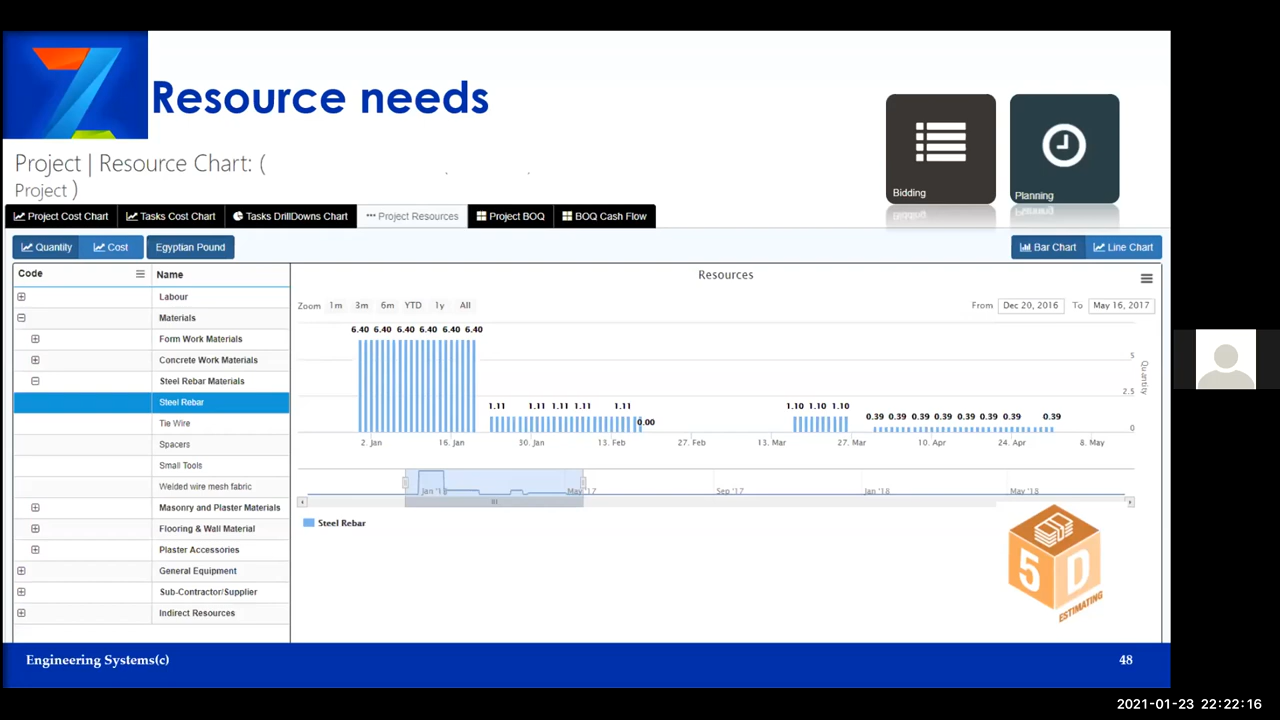 Resource needs
Project | Resource Chart: (
Project )
Bidding
Planning
Project Cost Chart
Tasks Cost Chart
Tasks DrillDowns Chart
Project Resources
Project BOQ
BOQ Cash Flow
Quantity
Cost
Egyptian Pound
Bar Chart
Line Chart
Code
Name
Labour
Materials
Form Work Materials
Concrete Work Materials
Steel Rebar Materials
Steel Rebar
Tie Wire
Spacers
Small Tools
Welded wire mesh fabric
Masonry and Plaster Materials
Flooring & Wall Material
Plaster Accessories
General Equipment
Sub-Contractor/Supplier
Indirect Resources
Resources
Zoom 1m 3m 6m YTD 1y All
From Dec 20, 2016 To May 16, 2017
6.40 6.40 6.40 6.40 6.40 6.40
1.11 1.11 1.11 1.11 1.11 0.00
1.10 1.10 1.10
0.39 0.39 0.39 0.39 0.39 0.39 0.39 0.39
5
2.5
0
Quantity
2. Jan 16. Jan 30. Jan 13. Feb 27. Feb 13. Mar 27. Mar 10. Apr 24. Apr 8. May
Jan '17 May '17 Sep '17 Jan '18 May '18
Steel Rebar
5D
ESTIMATING
Engineering Systems(c)
48
2021-01-23 22:22:16